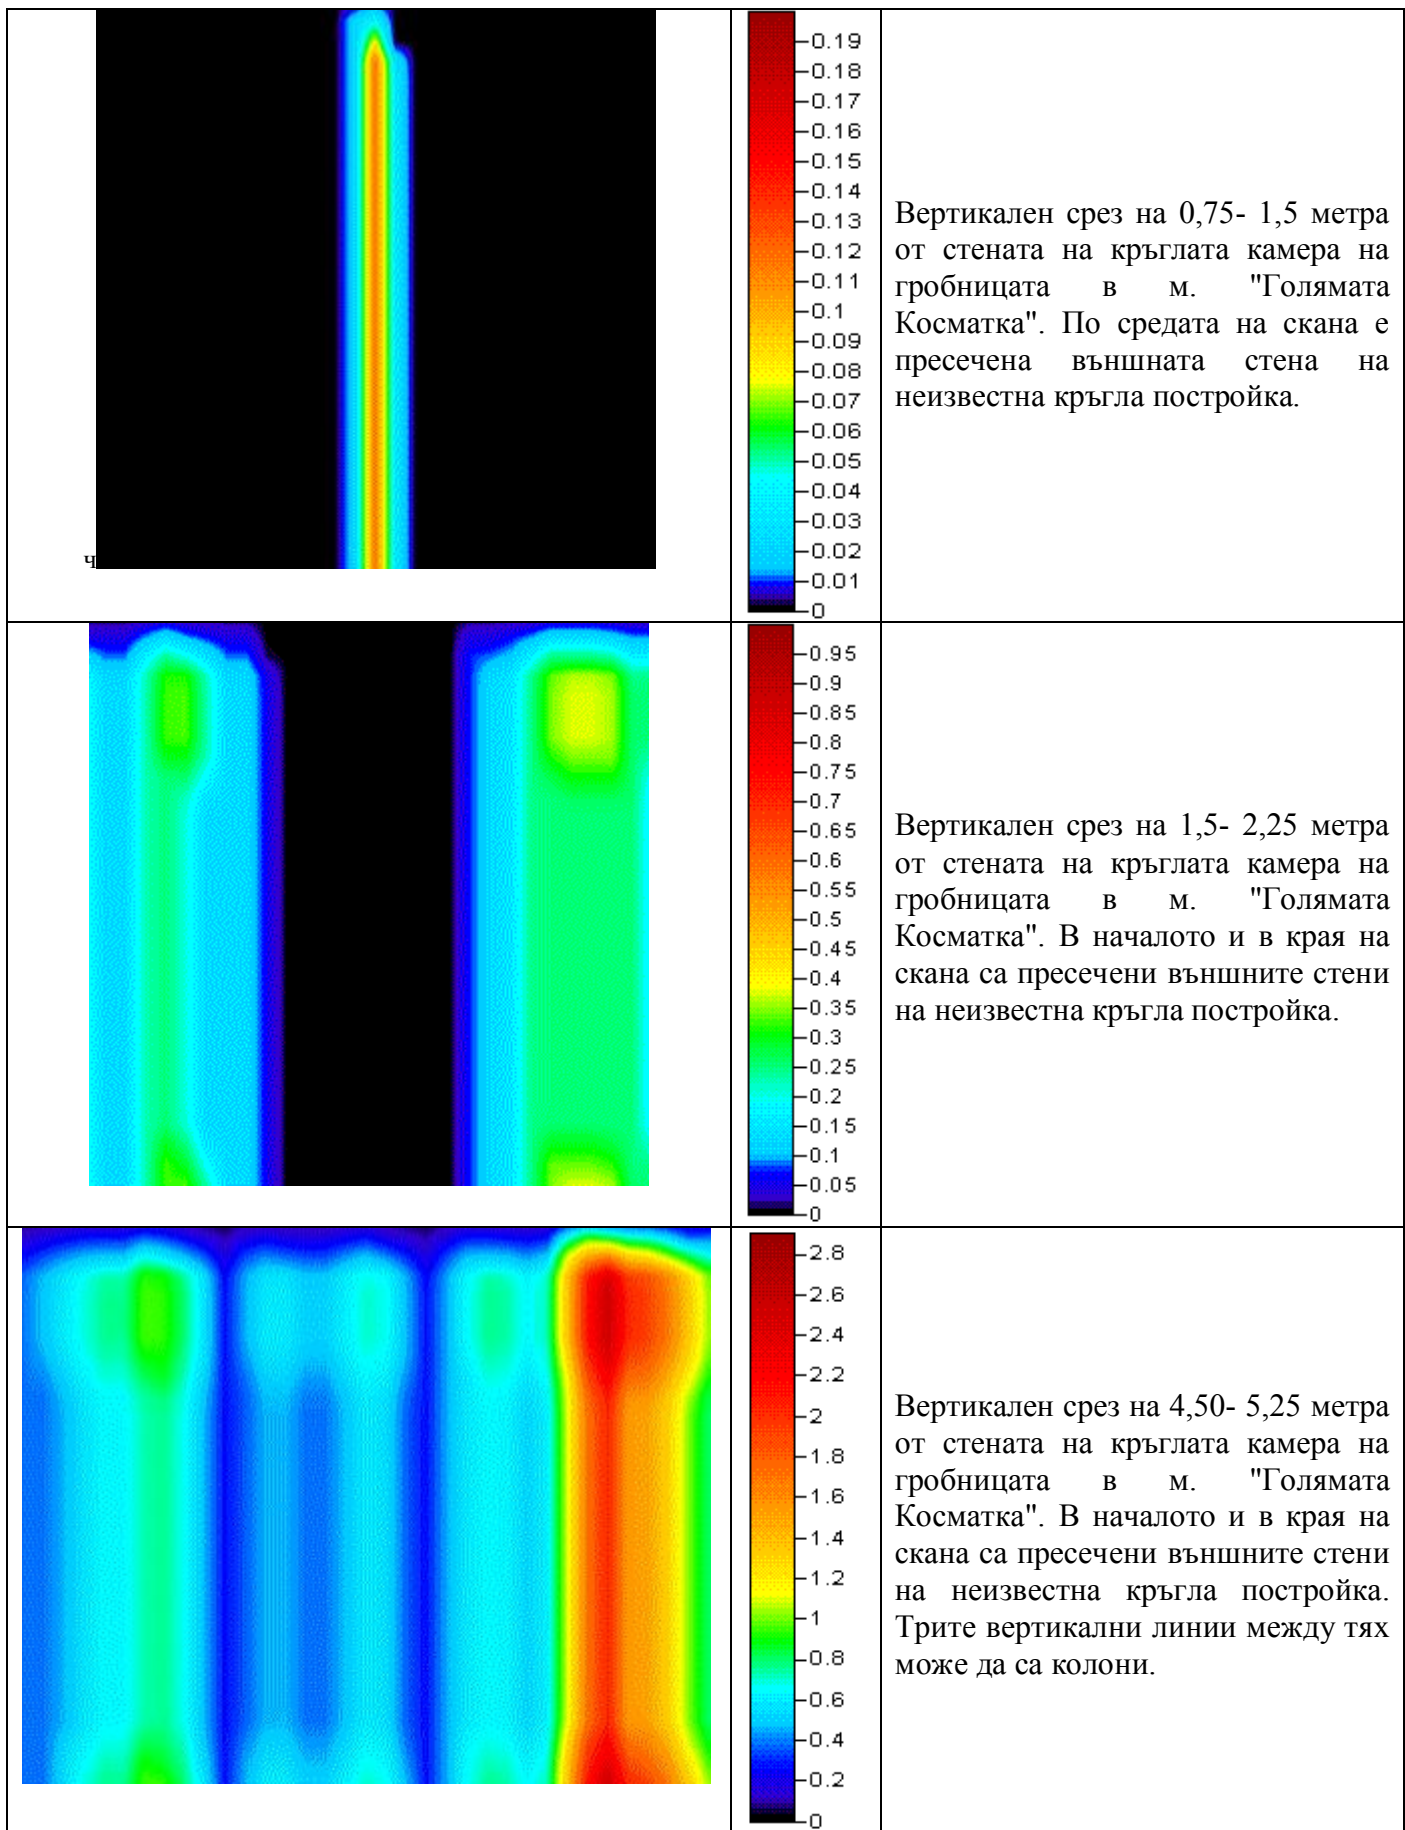 0.19
0.18
0.17
0.16
0.15
0.14
0.13
0.12
0.11
0.1
0.09
0.08
0.07
0.06
0.05
0.04
0.03
0.02
0.01
0
ч
Вертикален срез на 0,75- 1,5 метра
от стената на кръглата камера на
гробницата в м. "Голямата
Косматка". По средата на скана е
пресечена външната стена на
неизвестна кръгла постройка.
0.95
0.9
0.85
0.8
0.75
0.7
0.65
0.6
0.55
0.5
0.45
0.4
0.35
0.3
0.25
0.2
0.15
0.1
0.05
0
Вертикален срез на 1,5- 2,25 метра
от стената на кръглата камера на
гробницата в м. "Голямата
Косматка". В началото и в края на
скана са пресечени външните стени
на неизвестна кръгла постройка.
2.8
2.6
2.4
2.2
2
1.8
1.6
1.4
1.2
1
0.8
0.6
0.4
0.2
0
Вертикален срез на 4,50- 5,25 метра
от стената на кръглата камера на
гробницата в м. "Голямата
Косматка". В началото и в края на
скана са пресечени външните стени
на неизвестна кръгла постройка.
Трите вертикални линии между тях
може да са колони.